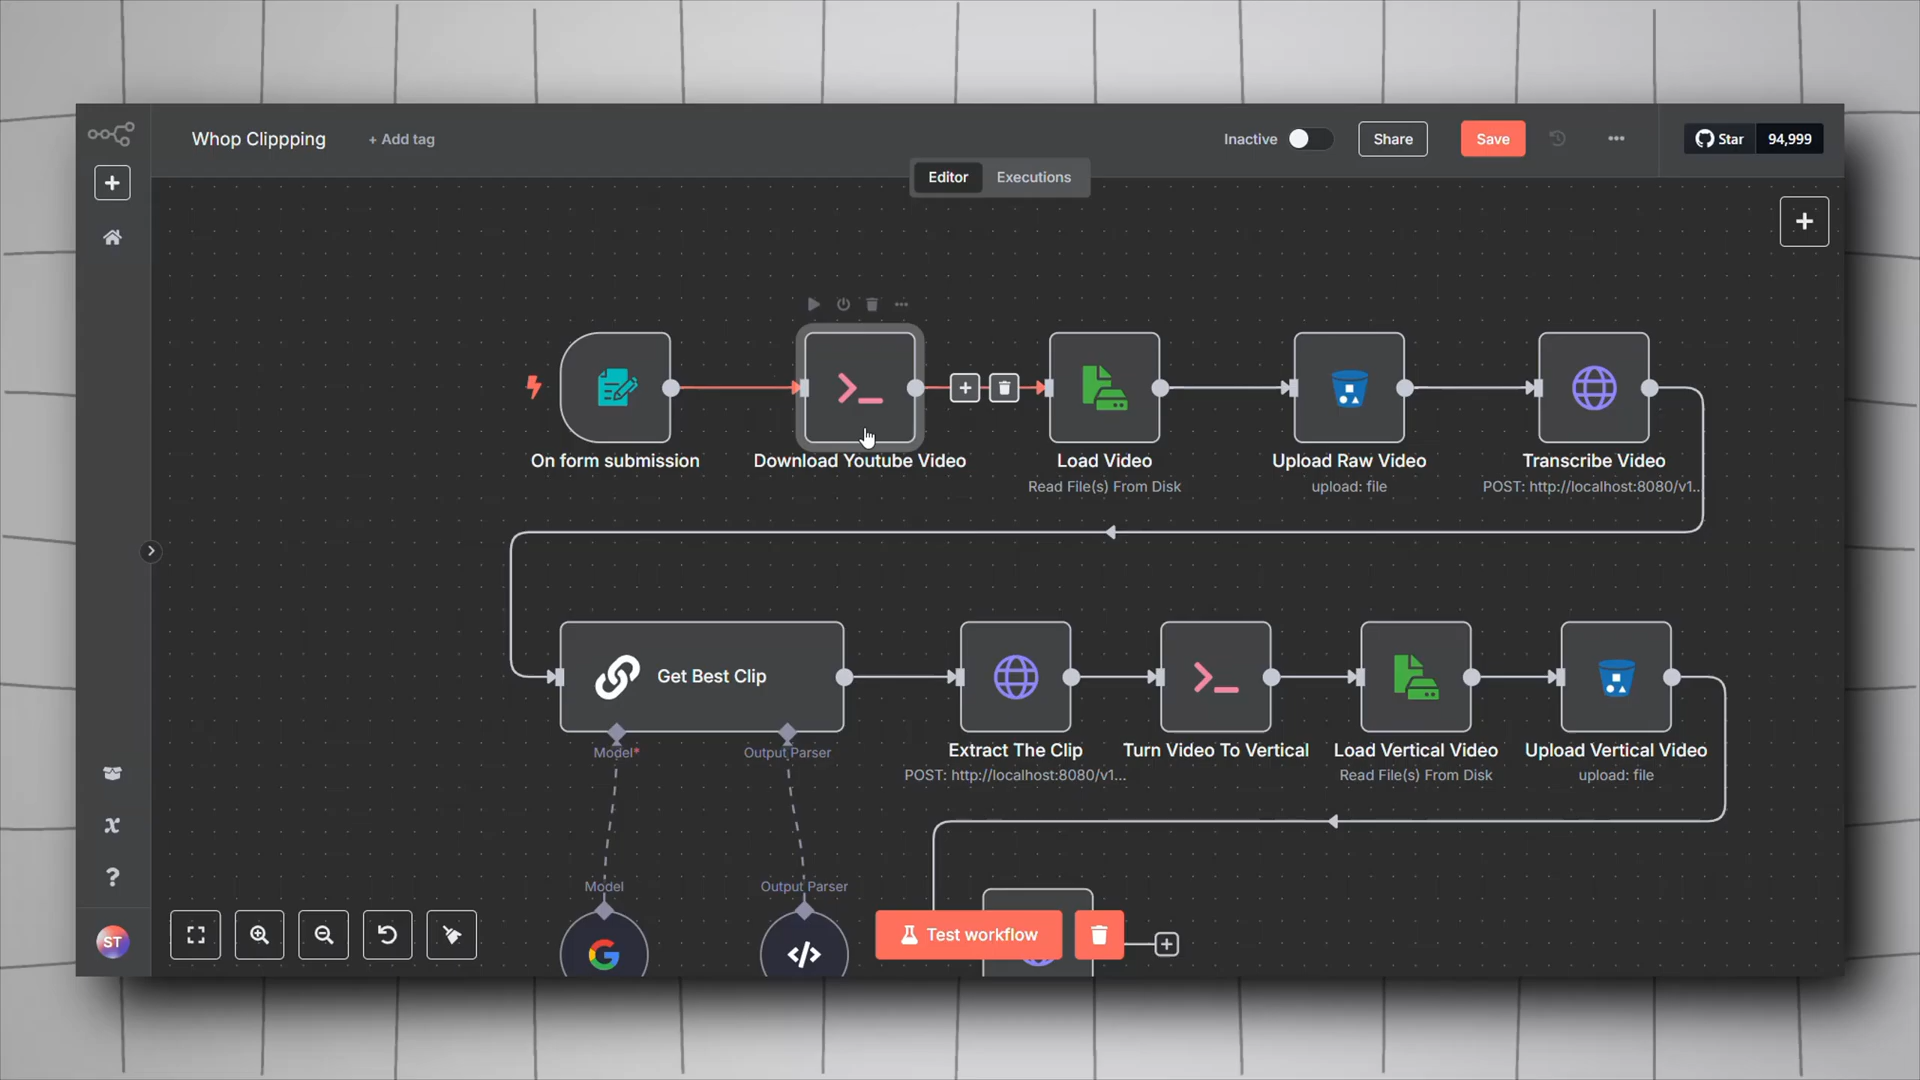 Whop Clippping
+ Add tag
Inactive
Share
Save
Star
94,999
Editor
Executions
On form submission
Download Youtube Video
Load Video
Read File(s) From Disk
Upload Raw Video
upload: file
Transcribe Video
POST: http://localhost:8080/v1...
Get Best Clip
Model*
Output Parser
Extract The Clip
POST: http://localhost:8080/v1...
Turn Video To Vertical
Load Vertical Video
Read File(s) From Disk
Upload Vertical Video
upload: file
Model
Output Parser
Test workflow
ST